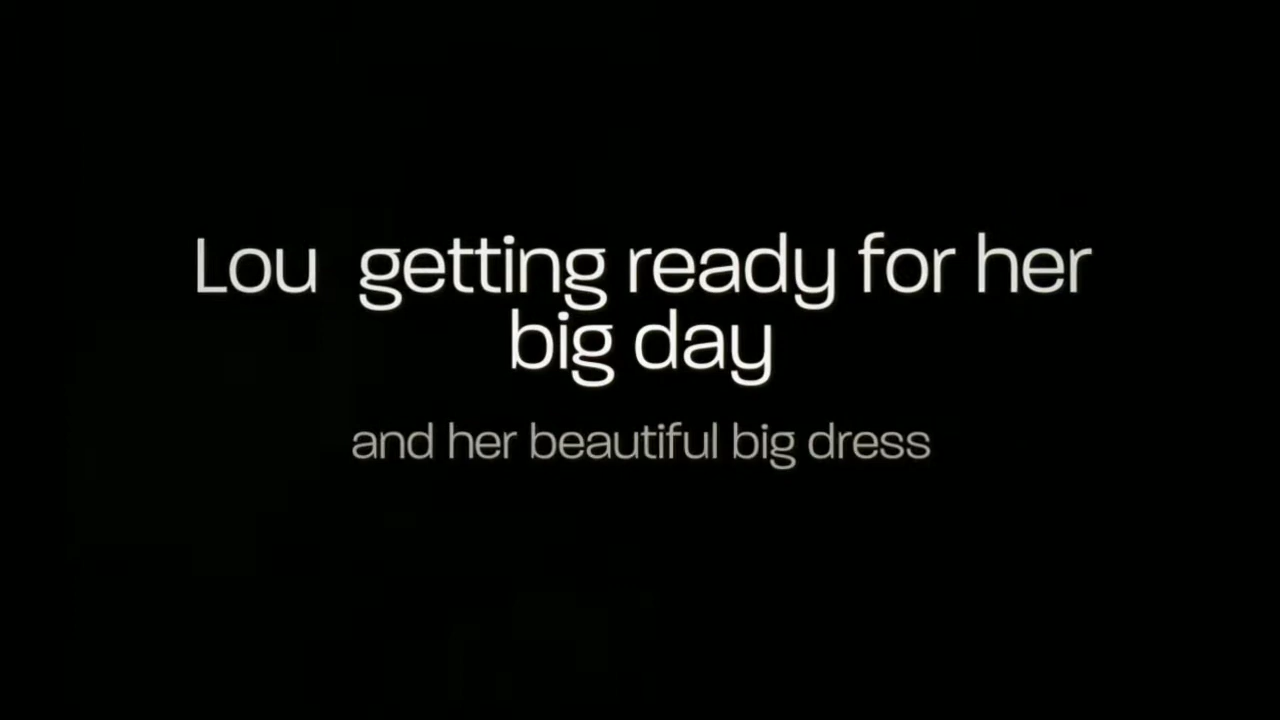 Lou  getting ready for her
big day
and her beautiful big dress